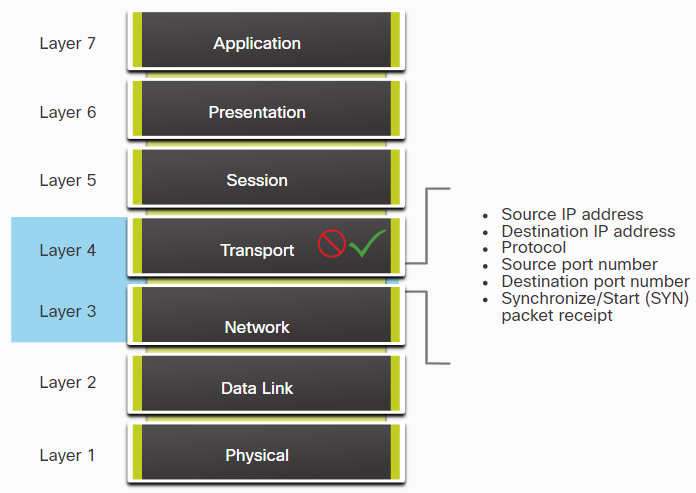 Layer 7
Application
Layer 6
Presentation
Layer 5
Session
Layer 4
Transport
Layer 3
Network
Layer 2
Data Link
Layer 1
Physical
• Source IP address
• Destination IP address
• Protocol
• Source port number
• Destination port number
• Synchronize/Start (SYN)
packet receipt